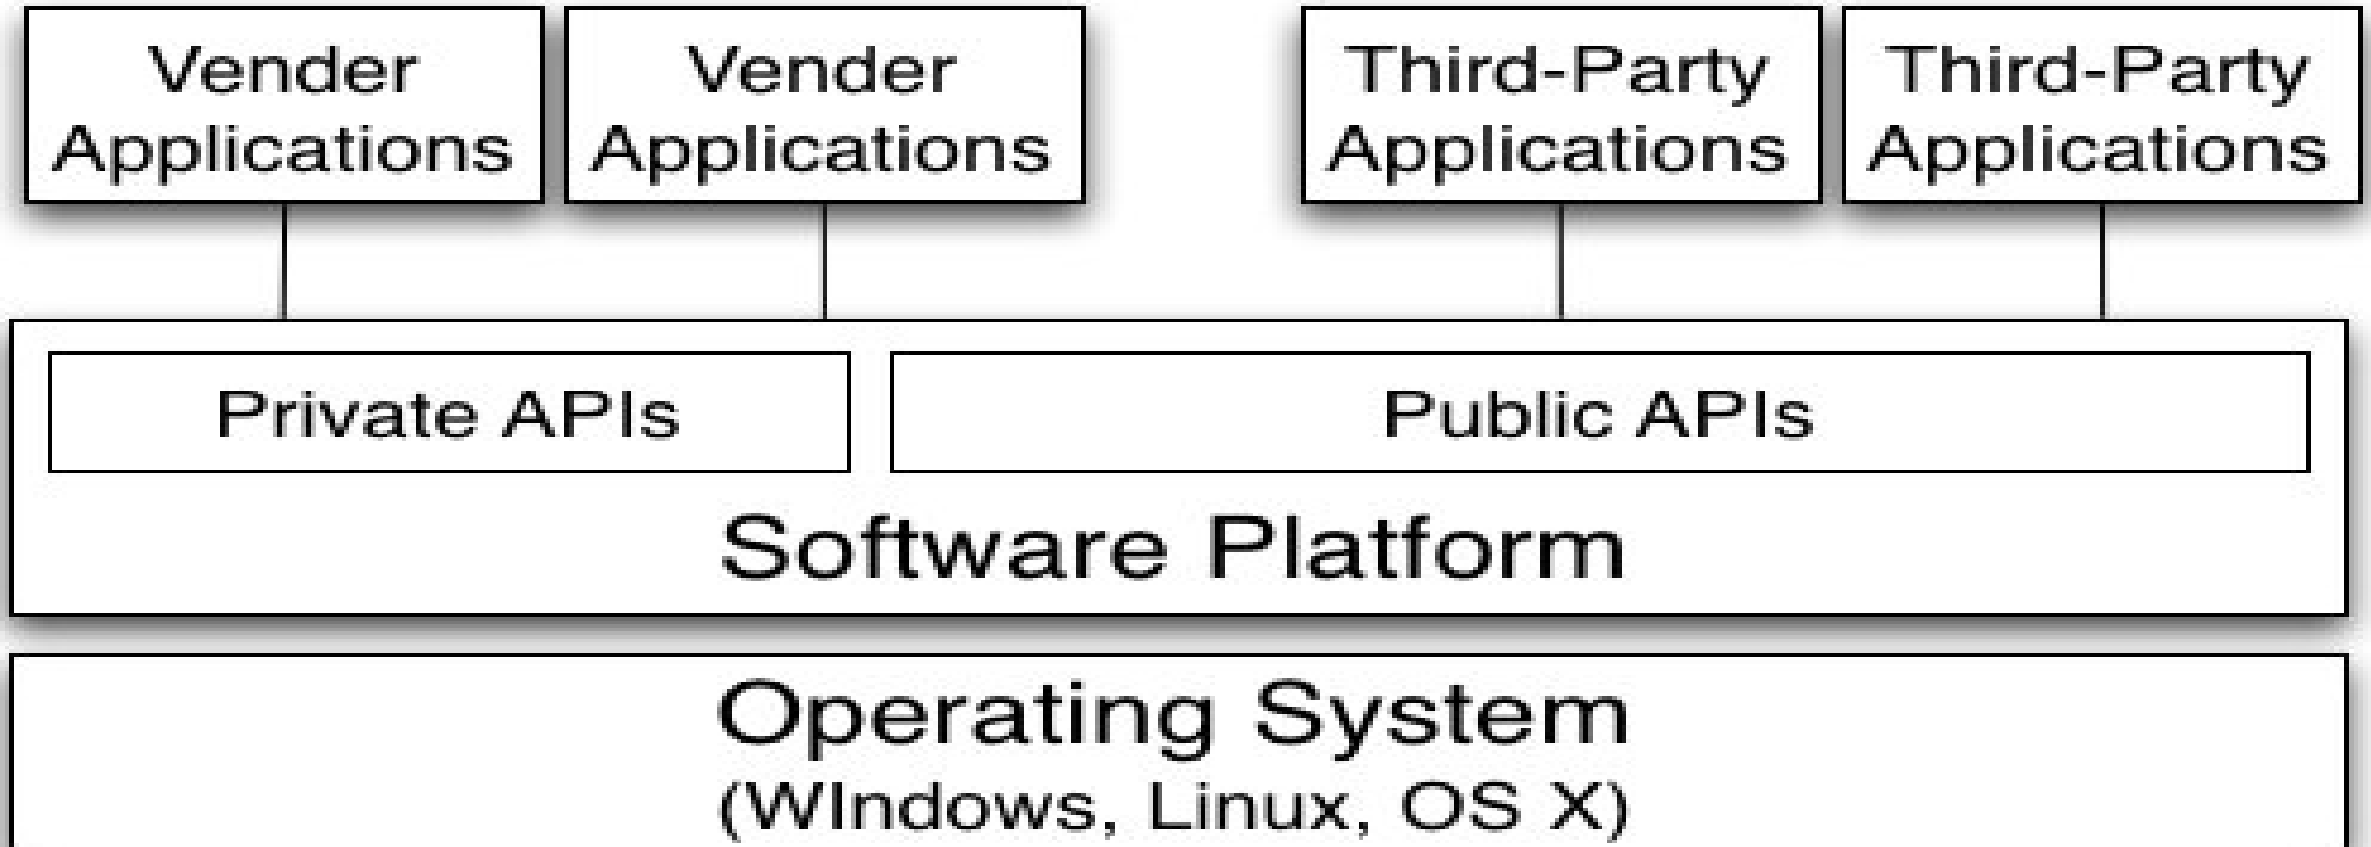 Vender
Applications
Vender
Applications
Third-Party
Applications
Third-Party
Applications
Private APIs
Public APIs
Software Platform
Operating System
(WIndows, Linux, OS X)